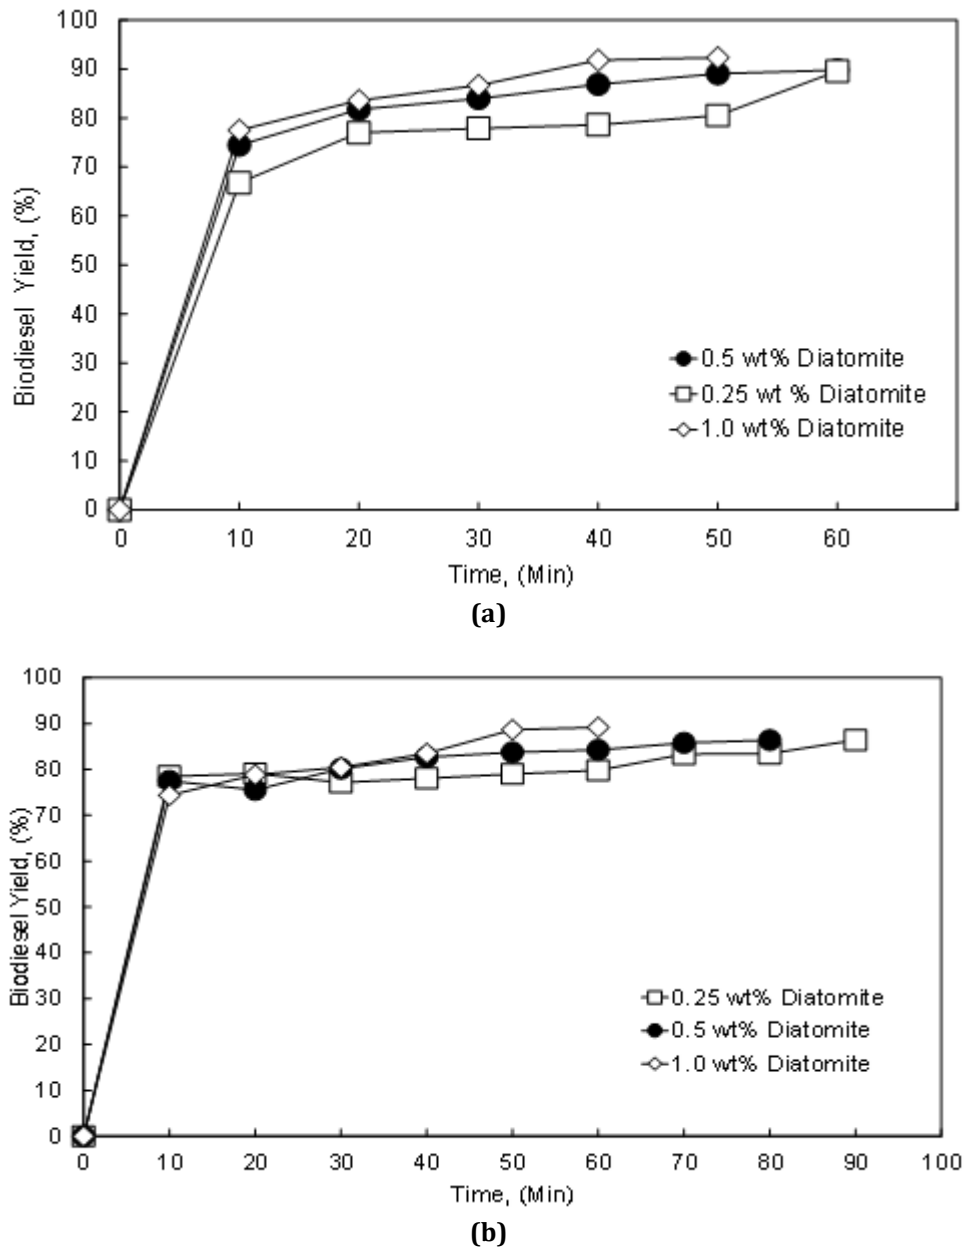 100
90
80
70
60
50
40
30
20
10
0
Biodiesel Yield, (%)
0.5 wt% Diatomite
0.25 wt % Diatomite
1.0 wt% Diatomite
0 10 20 30 40 50 60
Time, (Min)
(a)
100
90
80
70
60
50
40
30
20
10
0
Biodiesel Yield, (%)
0.25 wt% Diatomite
0.5 wt% Diatomite
1.0 wt% Diatomite
0 10 20 30 40 50 60 70 80 90 100
Time, (Min)
(b)